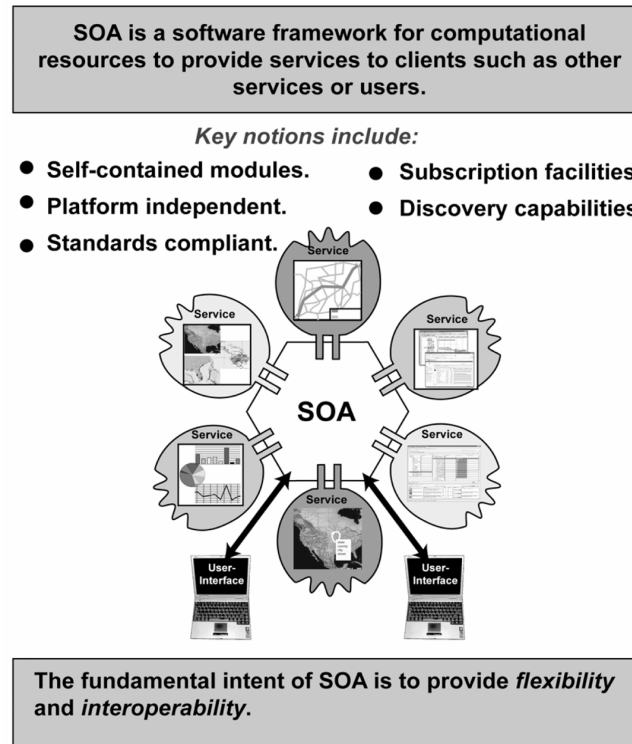 SOA is a software framework for computational
resources to provide services to clients such as other
services or users.
Key notions include:
● Self-contained modules.
● Platform independent.
● Standards compliant.
● Subscription facilities
● Discovery capabilities
Service
Service
Service
SOA
Service
Service
Service
User-
Interface
User-
Interface
The fundamental intent of SOA is to provide flexibility
and interoperability.